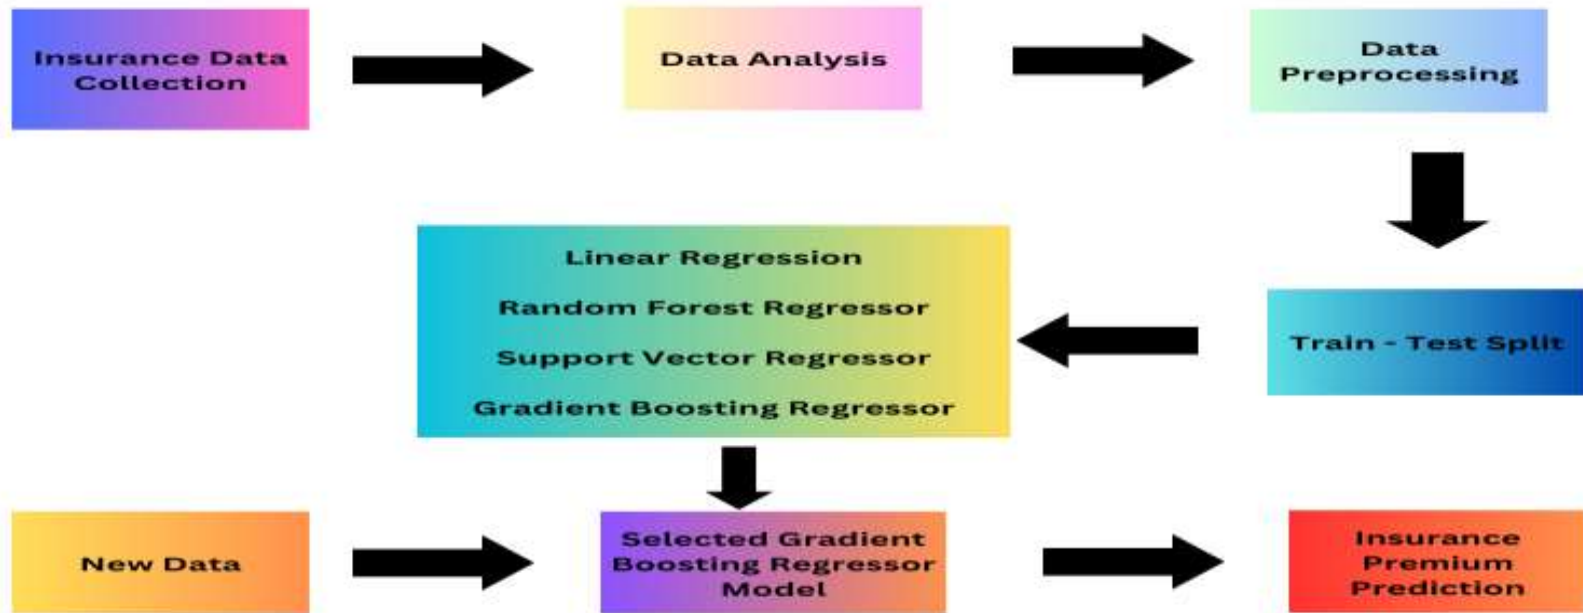 Insurance Data
Collection
Data Analysis
Data
Preprocessing
Train - Test Split
Linear Regression
Random Forest Regressor
Support Vector Regressor
Gradient Boosting Regressor
New Data
Selected Gradient
Boosting Regressor
Model
Insurance
Premium
Prediction